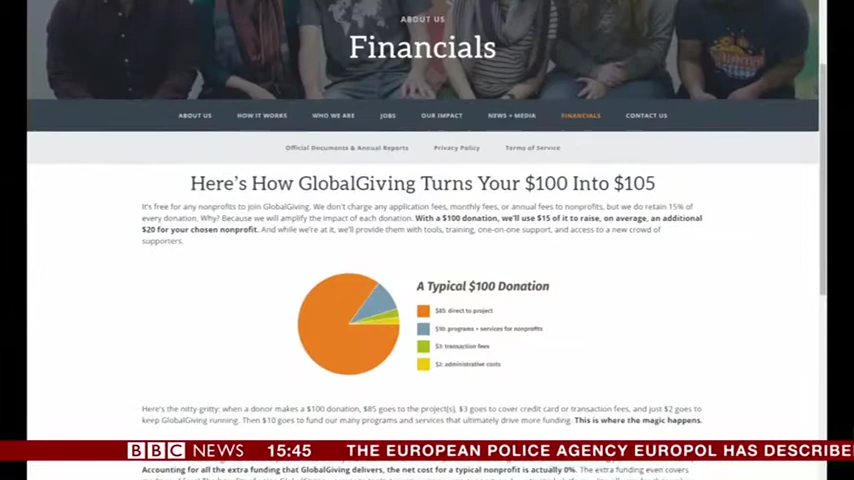 ABOUT US
Financials
ABOUT US HOW IT WORKS WHO WE ARE JOBS OUR IMPACT NEWS + MEDIA FINANCIALS CONTACT US
Official Documents & Annual Reports Privacy Policy Terms of Service
Here's How GlobalGiving Turns Your $100 Into $105
It's free for any nonprofits to join GlobalGiving. We don't charge any application fees, monthly fees, or annual fees to nonprofits, but we do retain 15% of
every donation. Why? Because we will amplify the impact of each donation. With a $100 donation, we'll use $15 of it to raise, on average, an additional
$20 for your chosen nonprofit. And while we're at it, we'll provide them with tools, training, one-on-one support, and access to a new crowd of
supporters.
A Typical $100 Donation
$85: direct to project
$10: programs + services for nonprofits
$3: transaction fees
$2: administrative costs
Here's the nitty-gritty: when a donor makes a $100 donation, $85 goes to the project(s), $3 goes to cover credit card or transaction fees, and just $2 goes to
keep GlobalGiving running. Then $10 goes to fund our many programs and services that ultimately drive more funding. This is where the magic happens.
BBC NEWS 15:45 THE EUROPEAN POLICE AGENCY EUROPOL HAS DESCRIBE
Accounting for all the extra funding that GlobalGiving delivers, the net cost for a typical nonprofit is actually 0%. The extra funding even covers